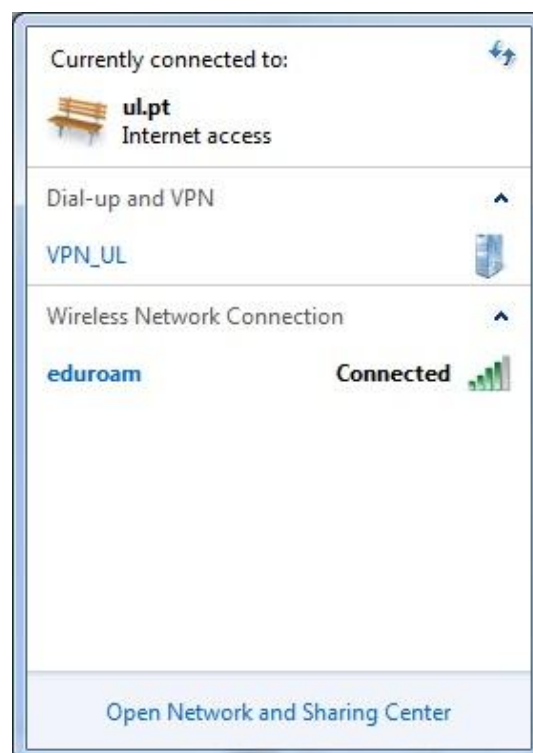 Currently connected to:
ul.pt
Internet access
Dial-up and VPN
VPN_UL
Wireless Network Connection
eduroam Connected
Open Network and Sharing Center